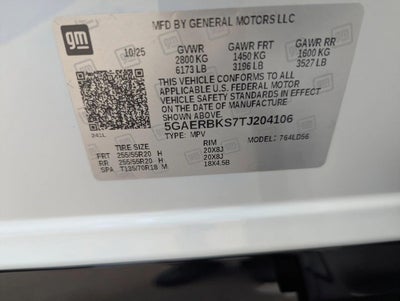 MFD BY GENERAL MOTORS LLC
gm
10/25 GVWR GAWR FRT GAWR RR
2800 KG 1450 KG 1600 KG
6173 LB 3196 LB 3527 LB
THIS VEHICLE CONFORMS TO ALL
APPLICABLE U.S. FEDERAL MOTOR
VEHICLE SAFETY STANDARDS IN EFFECT
ON THE DATE OF MANUFACTURE
SHOWN ABOVE.
5GAERBKS7TJ204106
TYPE: MPV MODEL: 764LD56
TIRE SIZE RIM
FRT 255/55R20 H 20X8J
RR 255/55R20 H 20X8J
SPA T135/70R18 M 18X4.5B